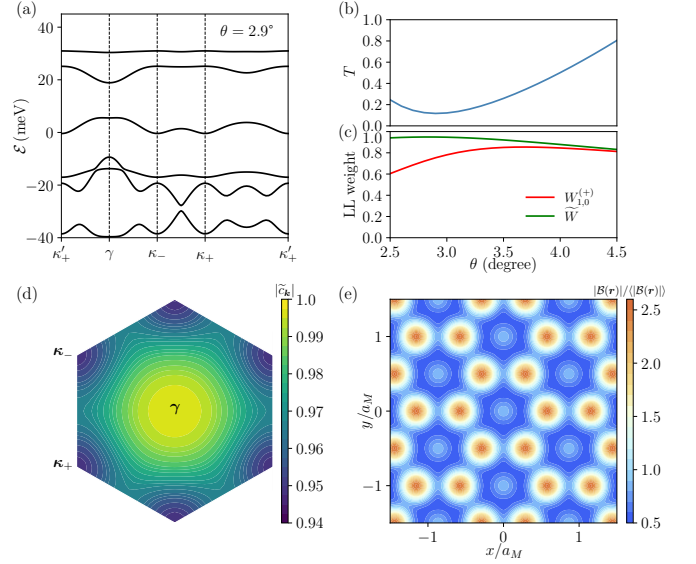 (a)
θ = 2.9°
ℰ (meV)
40
20
0
−20
−40
κ′₊
γ
κ₋
κ₊
κ′₊
(b)
T
1.0
0.8
0.6
0.4
0.2
0.0
(c)
LL weight
1.0
0.8
0.6
0.4
0.2
0.0
W₁,₀⁽⁺⁾
W̃
2.5
3.0
3.5
4.0
4.5
θ (degree)
(d)
|c̃ₖ|
κ₋
γ
κ₊
1.0
0.99
0.98
0.97
0.96
0.95
0.94
(e)
|ℬ(r)|/⟨|ℬ(r)|⟩
y/a_M
1
0
−1
−1
0
1
x/a_M
2.5
2.0
1.5
1.0
0.5